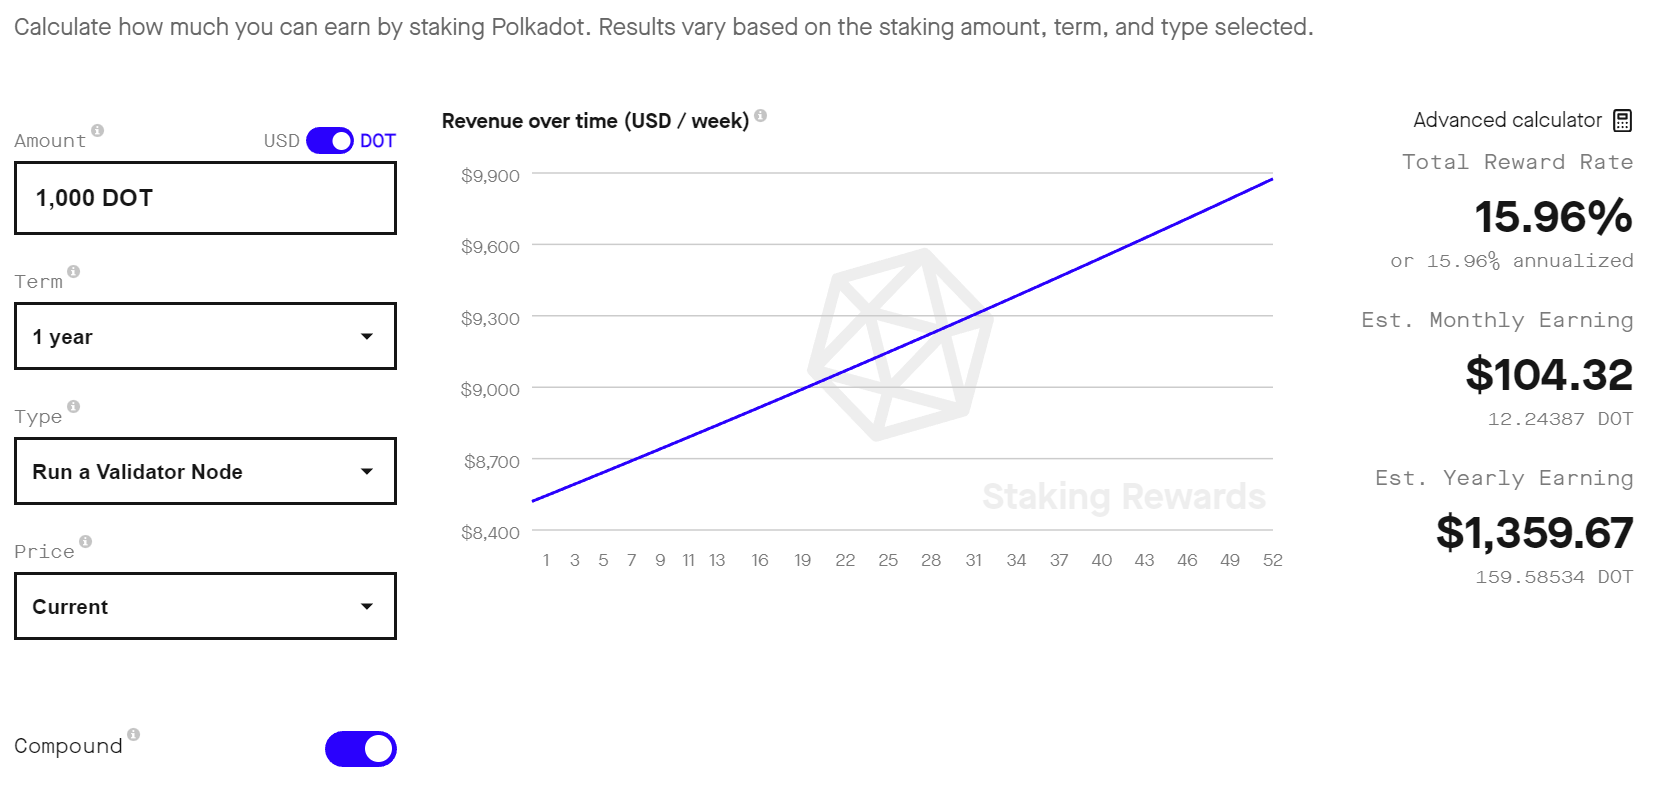 Calculate how much you can earn by staking Polkadot. Results vary based on the staking amount, term, and type selected.
Amount
USD DOT
1,000 DOT
Term
1 year
Type
Run a Validator Node
Price
Current
Compound
Revenue over time (USD / week)
$9,900
$9,600
$9,300
$9,000
$8,700
$8,400
1 3 5 7 9 11 13 16 19 22 25 28 31 34 37 40 43 46 49 52
Staking Rewards
Advanced calculator
Total Reward Rate
15.96%
or 15.96% annualized
Est. Monthly Earning
$104.32
12.24387 DOT
Est. Yearly Earning
$1,359.67
159.58534 DOT